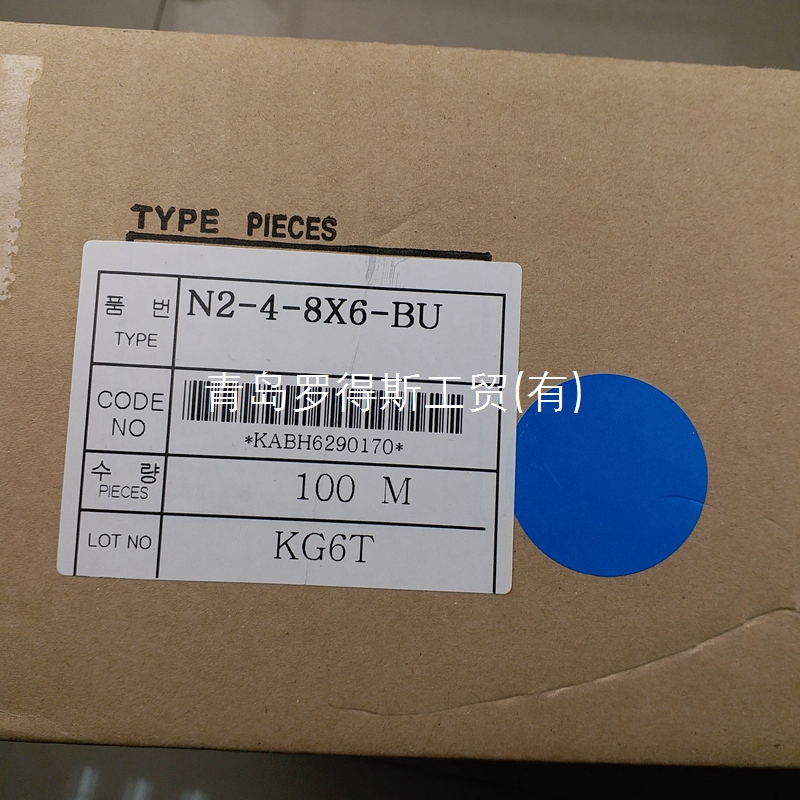 TYPE PIECES
품 번 N2-4-8X6-BU
TYPE
青岛罗得斯工贸(有)
CODE NO
*KABH6290170*
수 량 100 M
PIECES
LOT NO KG6T